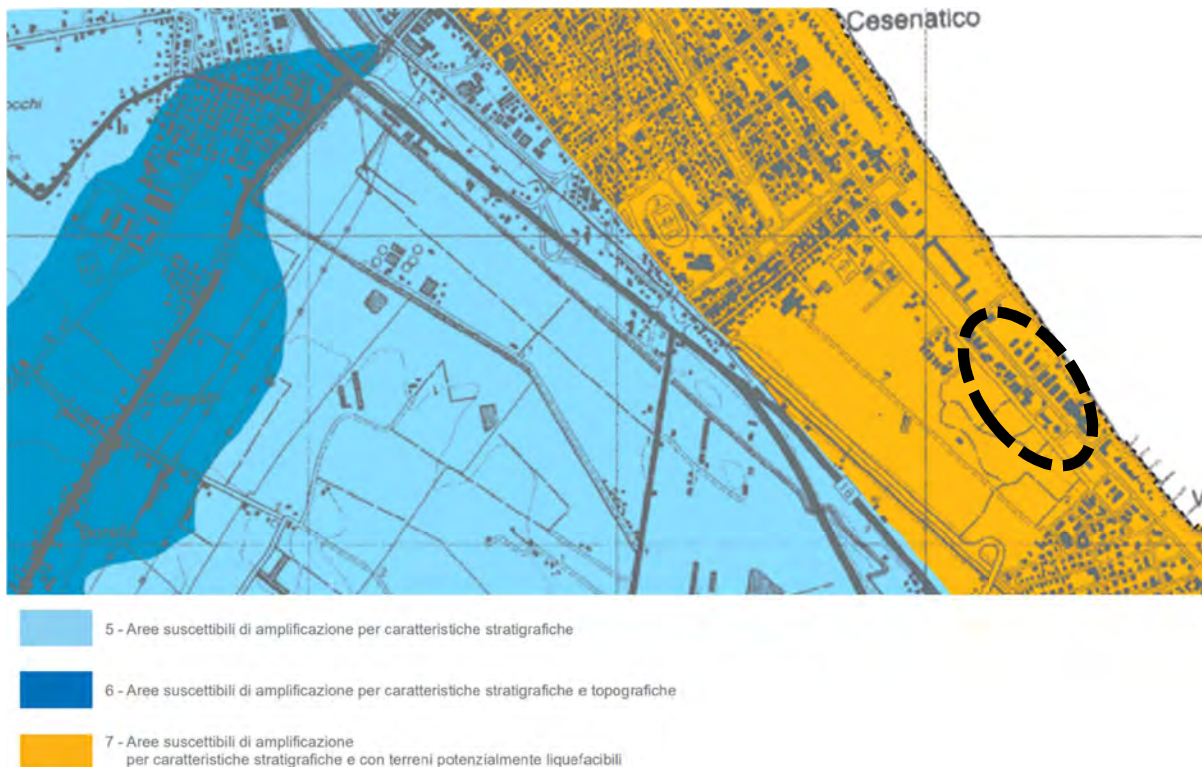 Cesenatico
occhi
5 - Aree suscettibili di amplificazione per caratteristiche stratigrafiche
6 - Aree suscettibili di amplificazione per caratteristiche stratigrafiche e topografiche
7 - Aree suscettibili di amplificazione
per caratteristiche stratigrafiche e con terreni potenzialmente liquefacibili